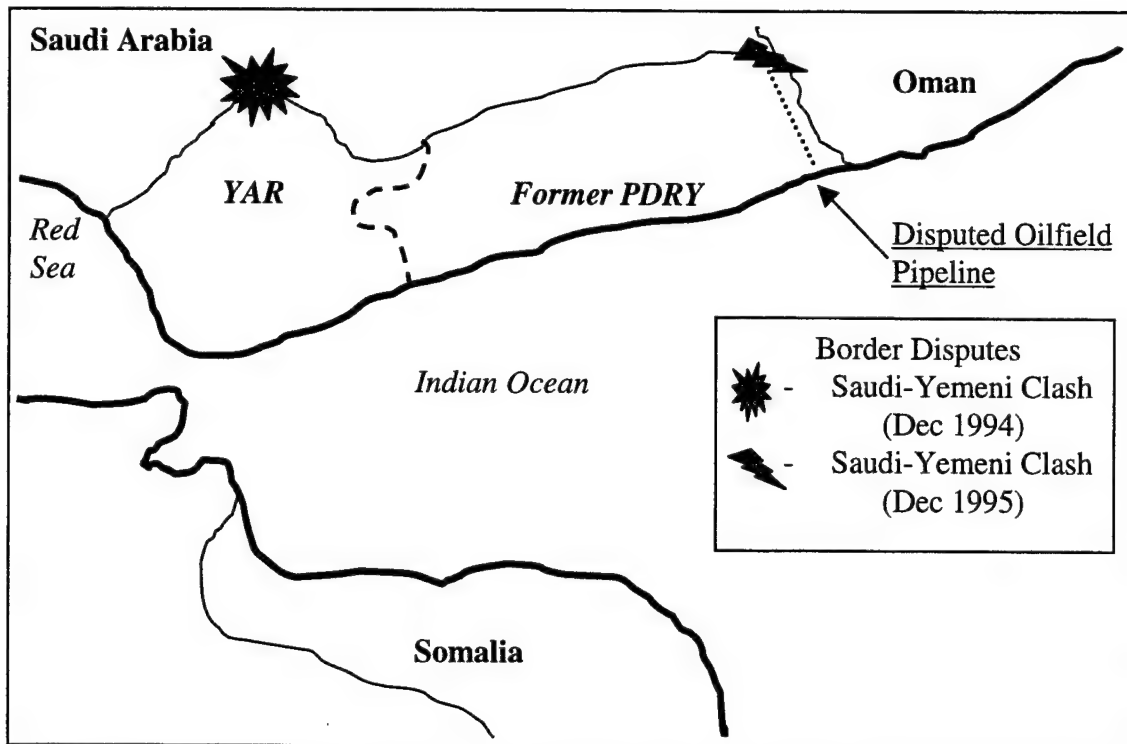 Saudi Arabia
Oman
YAR
Former PDRY
Red
Sea
Disputed Oilfield
Pipeline
Indian Ocean
Border Disputes
- Saudi-Yemeni Clash
(Dec 1994)
- Saudi-Yemeni Clash
(Dec 1995)
Somalia